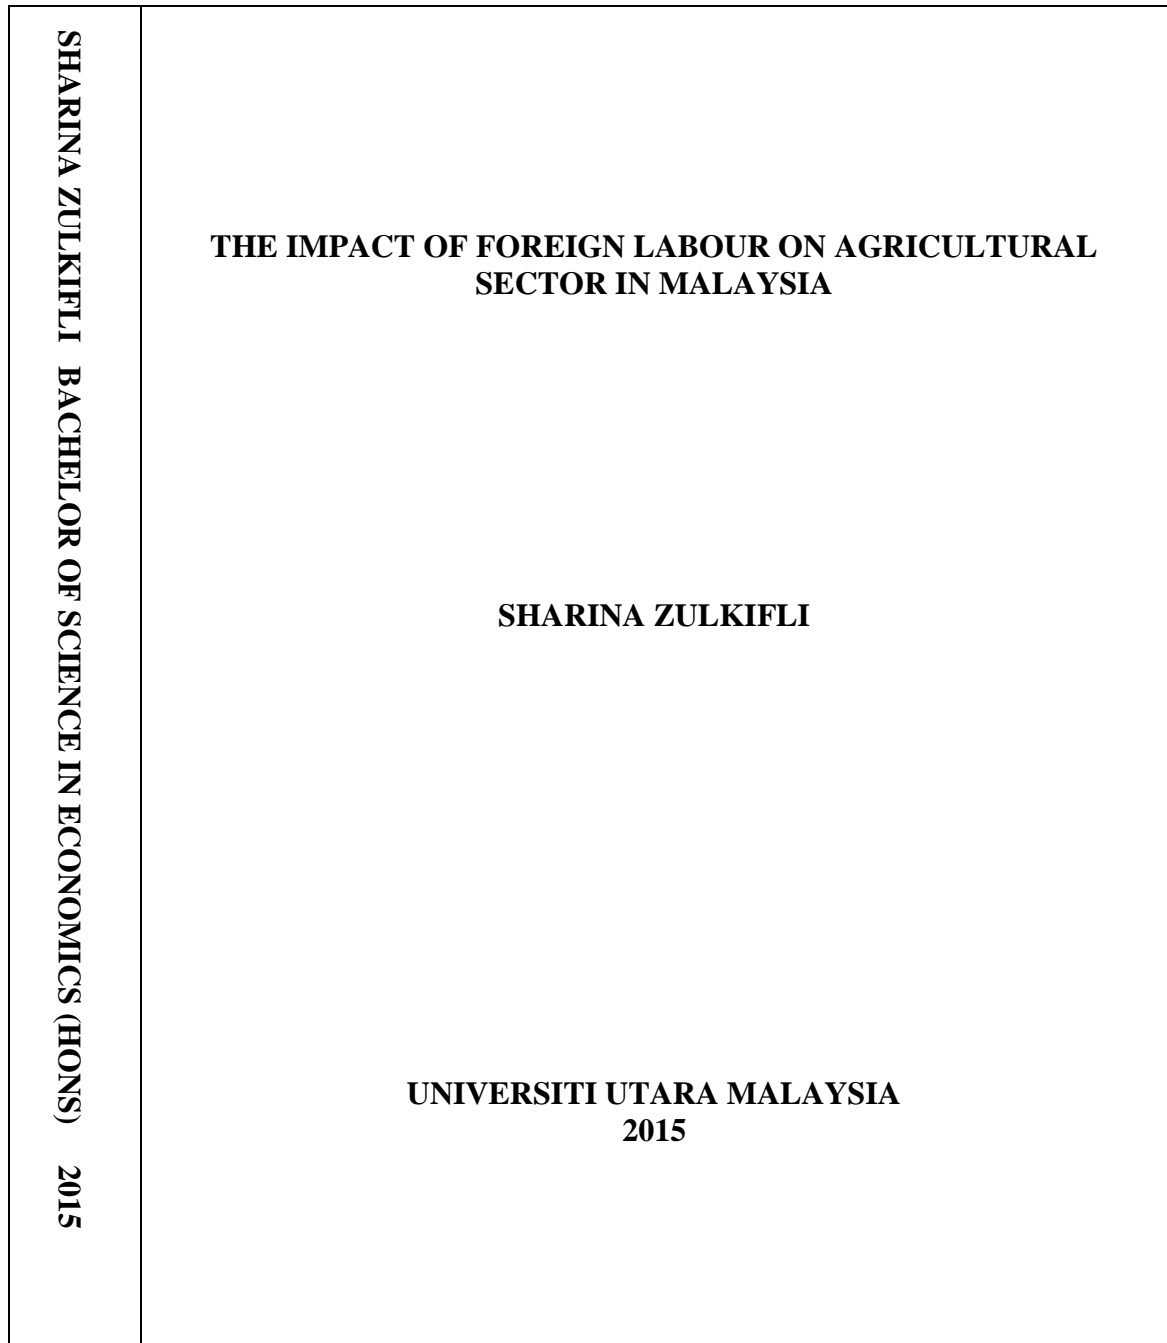 SHARINA ZULKIFLI BACHELOR OF SCIENCE IN ECONOMICS (HONS) 2015
THE IMPACT OF FOREIGN LABOUR ON AGRICULTURAL
SECTOR IN MALAYSIA
SHARINA ZULKIFLI
UNIVERSITI UTARA MALAYSIA
2015